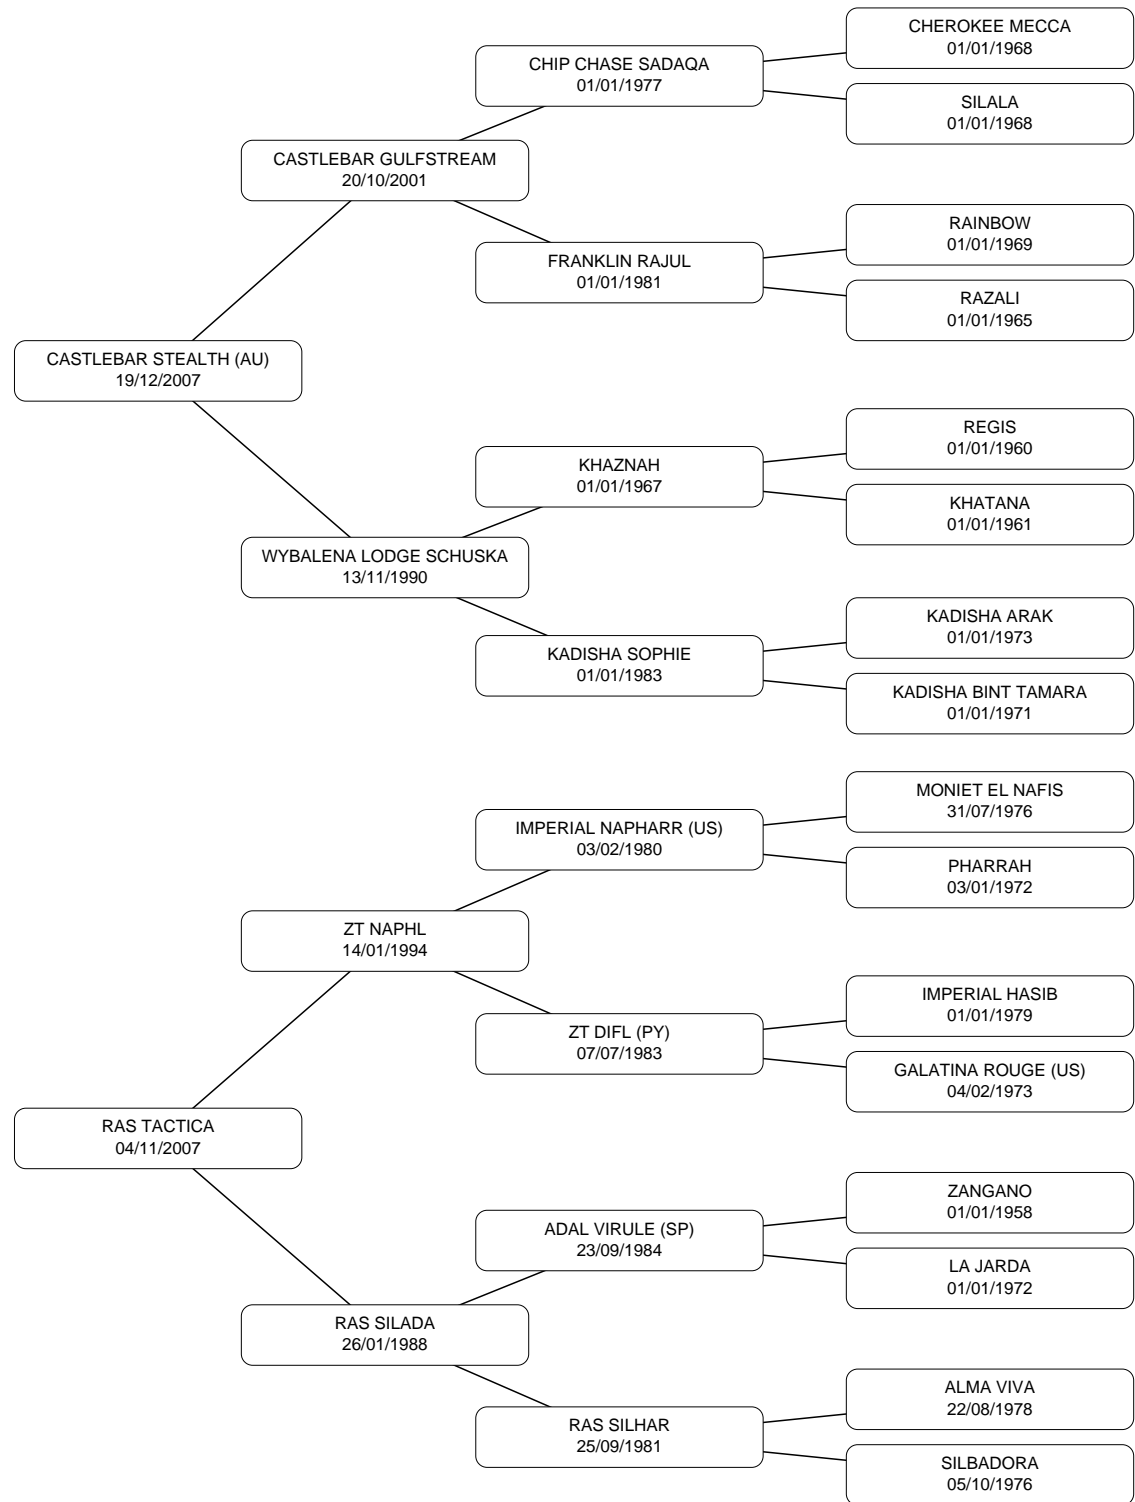 CHEROKEE MECCA
01/01/1968
CHIP CHASE SADAQA
01/01/1977
SILALA
01/01/1968
CASTLEBAR GULFSTREAM
20/10/2001
RAINBOW
01/01/1969
FRANKLIN RAJUL
01/01/1981
RAZALI
01/01/1965
CASTLEBAR STEALTH (AU)
19/12/2007
REGIS
01/01/1960
KHAZNAH
01/01/1967
KHATANA
01/01/1961
WYBALENA LODGE SCHUSKA
13/11/1990
KADISHA ARAK
01/01/1973
KADISHA SOPHIE
01/01/1983
KADISHA BINT TAMARA
01/01/1971
MONIET EL NAFIS
31/07/1976
IMPERIAL NAPHARR (US)
03/02/1980
PHARRAH
03/01/1972
ZT NAPHL
14/01/1994
IMPERIAL HASIB
01/01/1979
ZT DIFL (PY)
07/07/1983
GALATINA ROUGE (US)
04/02/1973
RAS TACTICA
04/11/2007
ZANGANO
01/01/1958
ADAL VIRULE (SP)
23/09/1984
LA JARDA
01/01/1972
RAS SILADA
26/01/1988
ALMA VIVA
22/08/1978
RAS SILHAR
25/09/1981
SILBADORA
05/10/1976